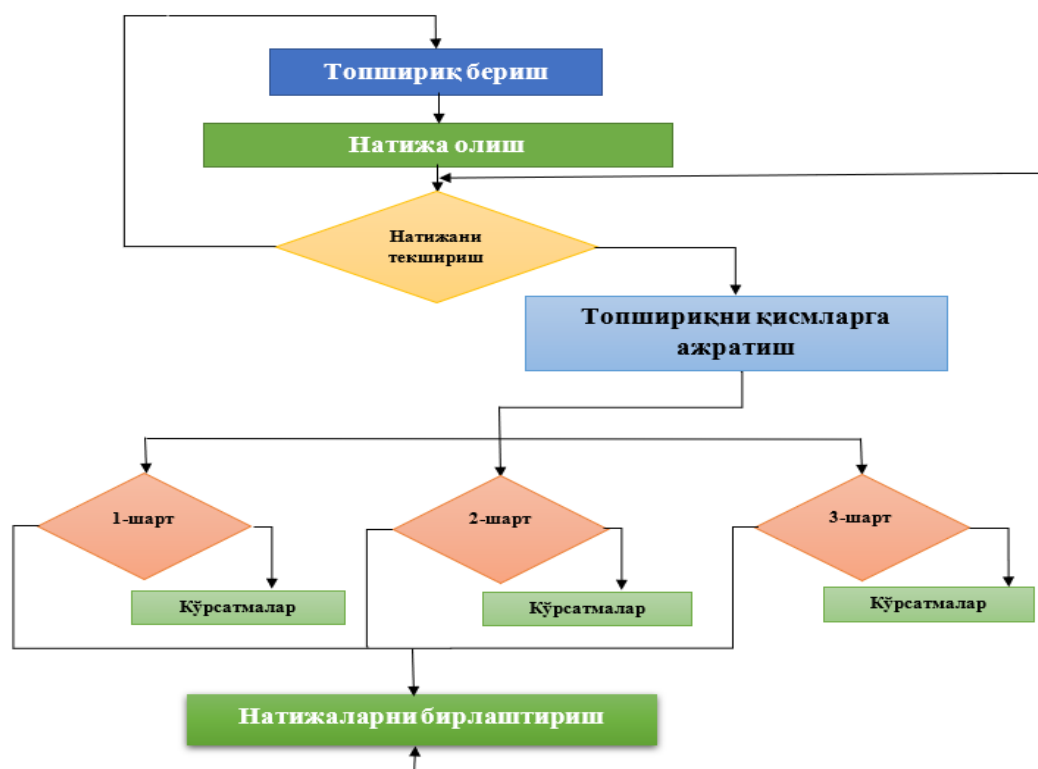 Топшириқ бериш
Натижа олиш
Натижани
текшириш
Топшириқни қисмларга
ажратиш
1-шарт
2-шарт
3-шарт
Кўрсатмалар
Кўрсатмалар
Кўрсатмалар
Натижаларни бирлаштириш